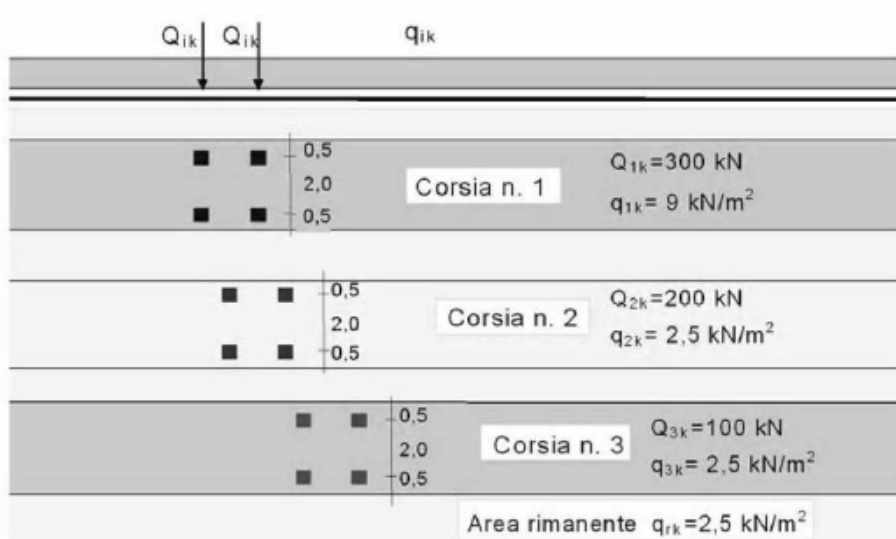 Qik Qik qik
0,5
2,0
0,5
Corsia n. 1
Q1k=300 kN
q1k= 9 kN/m²
0,5
2,0
0,5
Corsia n. 2
Q2k=200 kN
q2k= 2,5 kN/m²
0,5
2,0
0,5
Corsia n. 3
Q3k=100 kN
q3k= 2,5 kN/m²
Area rimanente qrk=2,5 kN/m²